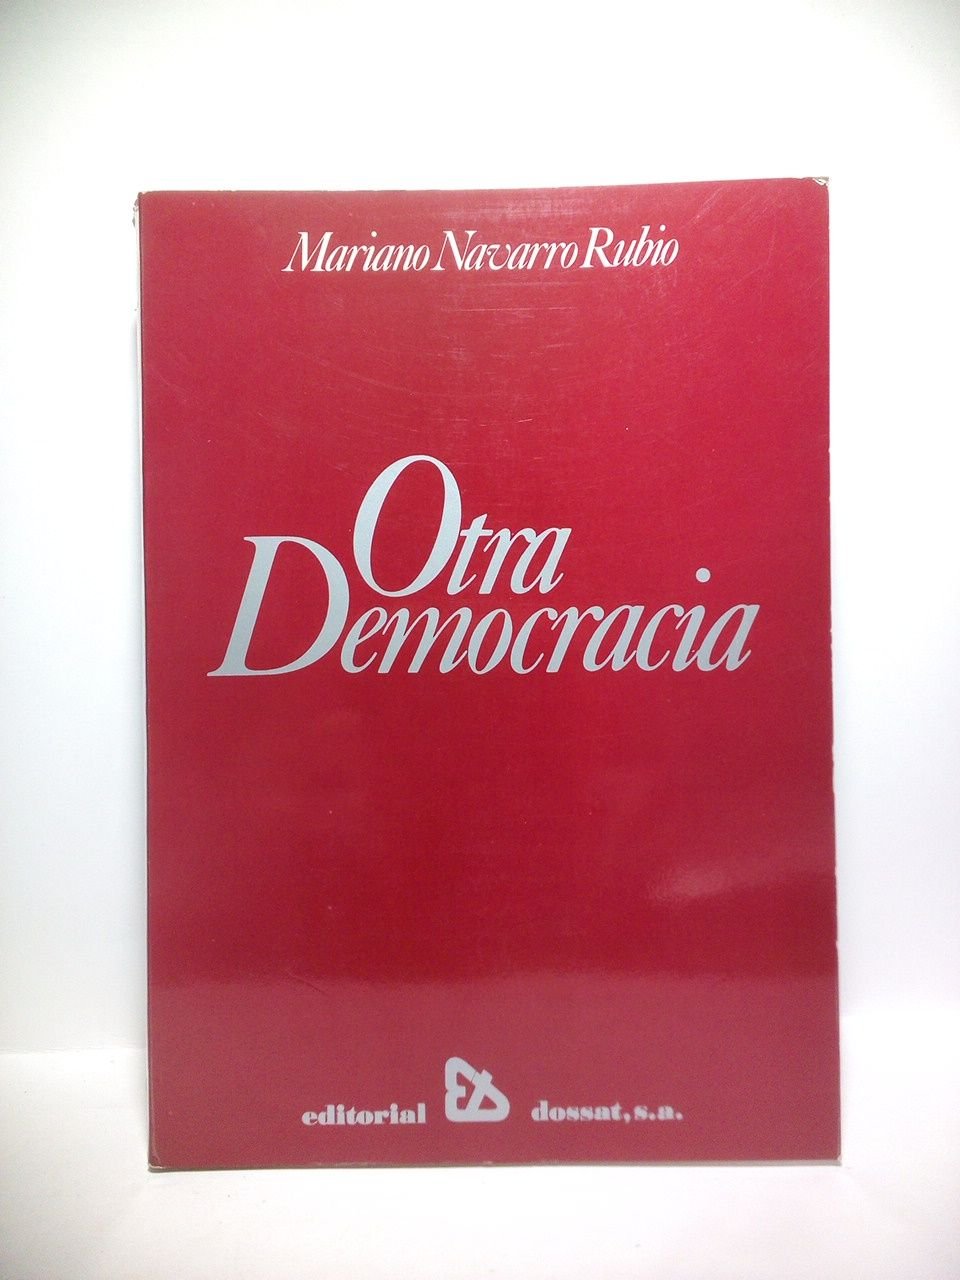 Mariano Navarro Rubio
Otra
Democracia
editorial dossat, s.a.